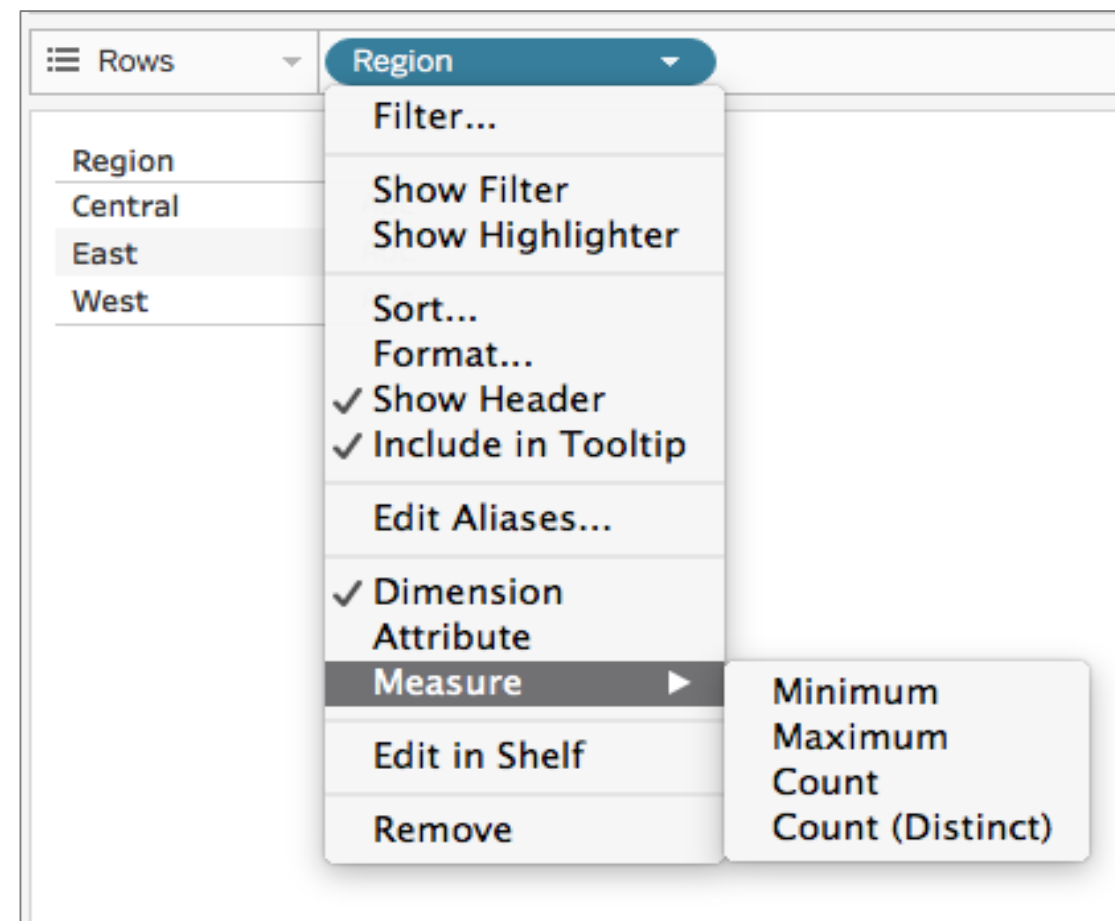 Rows
Region
Region
Central
East
West
Filter...
Show Filter
Show Highlighter
Sort...
Format...
Show Header
Include in Tooltip
Edit Aliases...
Dimension
Attribute
Measure
Edit in Shelf
Remove
Minimum
Maximum
Count
Count (Distinct)